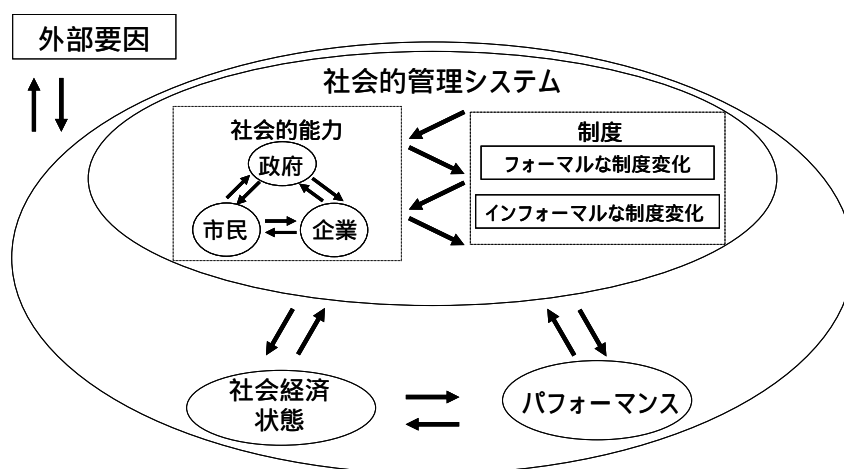 外部要因
社会的管理システム
社会的能力
政府
市民
企業
制度
フォーマルな制度変化
インフォーマルな制度変化
社会経済
状態
パフォーマンス